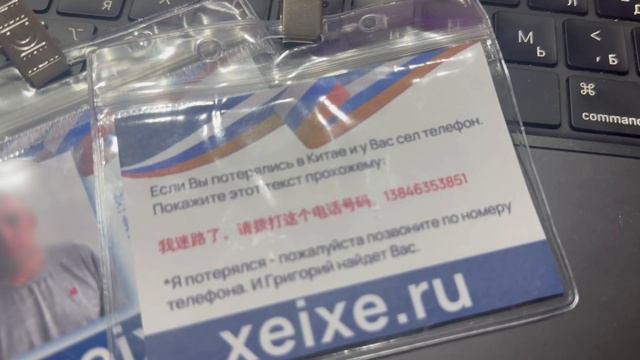 Если Вы потерялись в Китае и у Вас сел телефон.
Покажите этот текст прохожему:
我迷路了，请拨打这个电话号码，13846353851
*Я потерялся - пожалуйста позвоните по номеру
телефона. И Григорий найдет Вас.
xeixe.ru
М
Ь
<
Б
⌘
command